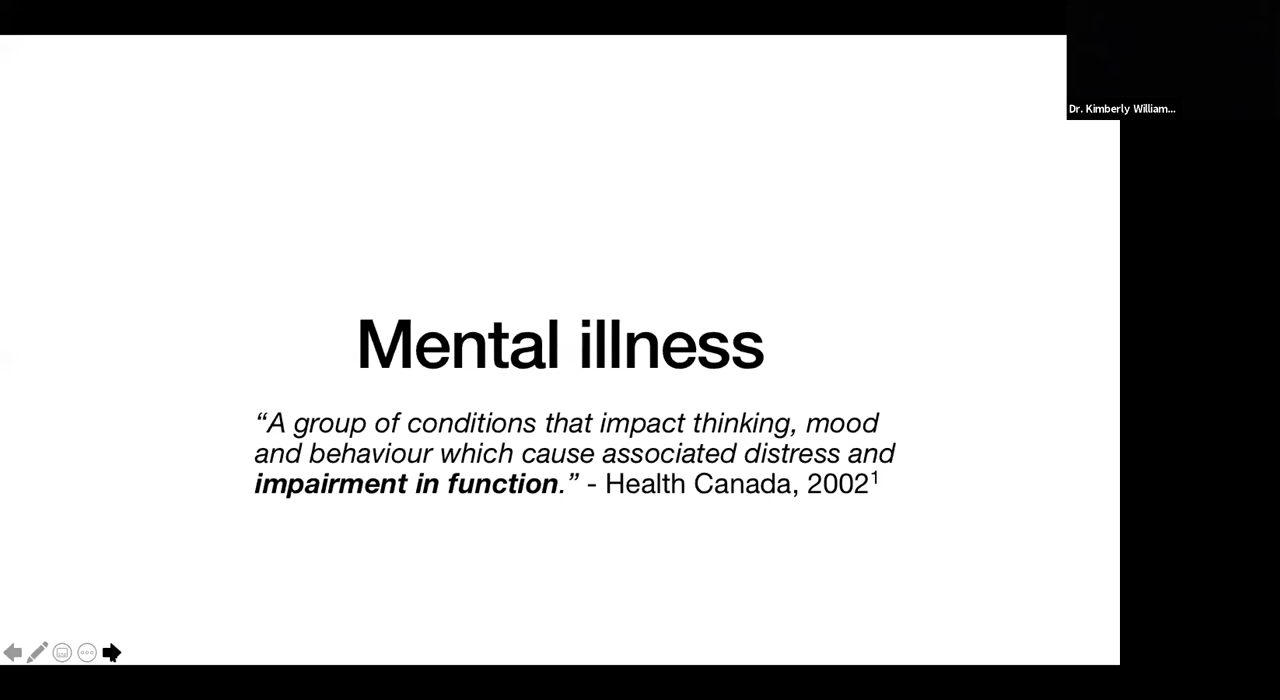 Dr. Kimberly William...
Mental illness
“A group of conditions that impact thinking, mood
and behaviour which cause associated distress and
impairment in function.” - Health Canada, 2002¹